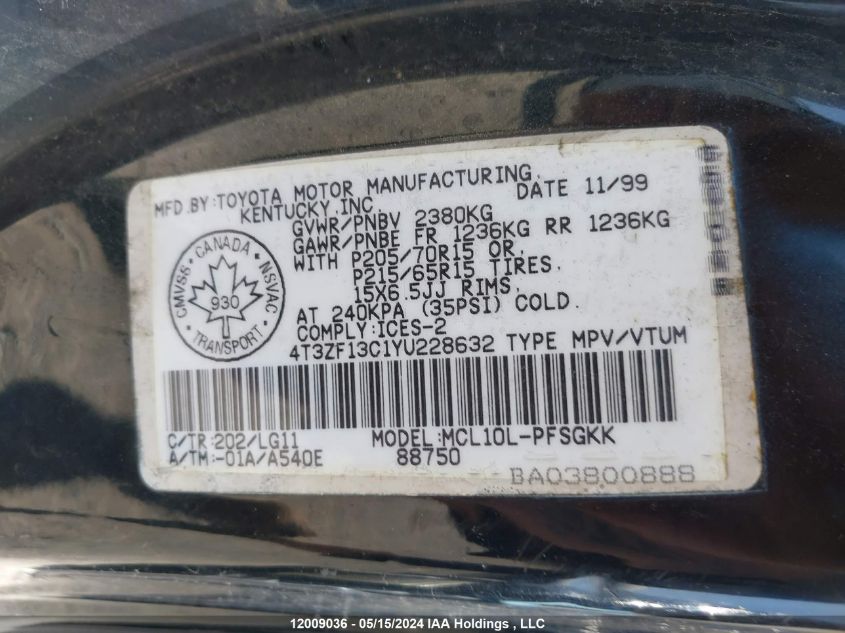 MFD.BY:TOYOTA MOTOR MANUFACTURING,
KENTUCKY,INC. DATE 11/99
GVWR/PNBV 2380KG
GAWR/PNBE FR 1236KG RR 1236KG
WITH P205/70R15 OR,
P215/65R15 TIRES,
15X6.5JJ RIMS,
AT 240KPA (35PSI) COLD.
COMPLY:ICES-2
4T3ZF13C1YU228632 TYPE MPV/VTUM
CMVSS · CANADA · NSVAC
930
· TRANSPORT ·
C/TR:202/LG11 MODEL:MCL10L-PFSGKK
A/TM:-01A/A540E 88750
BA03800888
12009036 - 05/15/2024 IAA Holdings , LLC